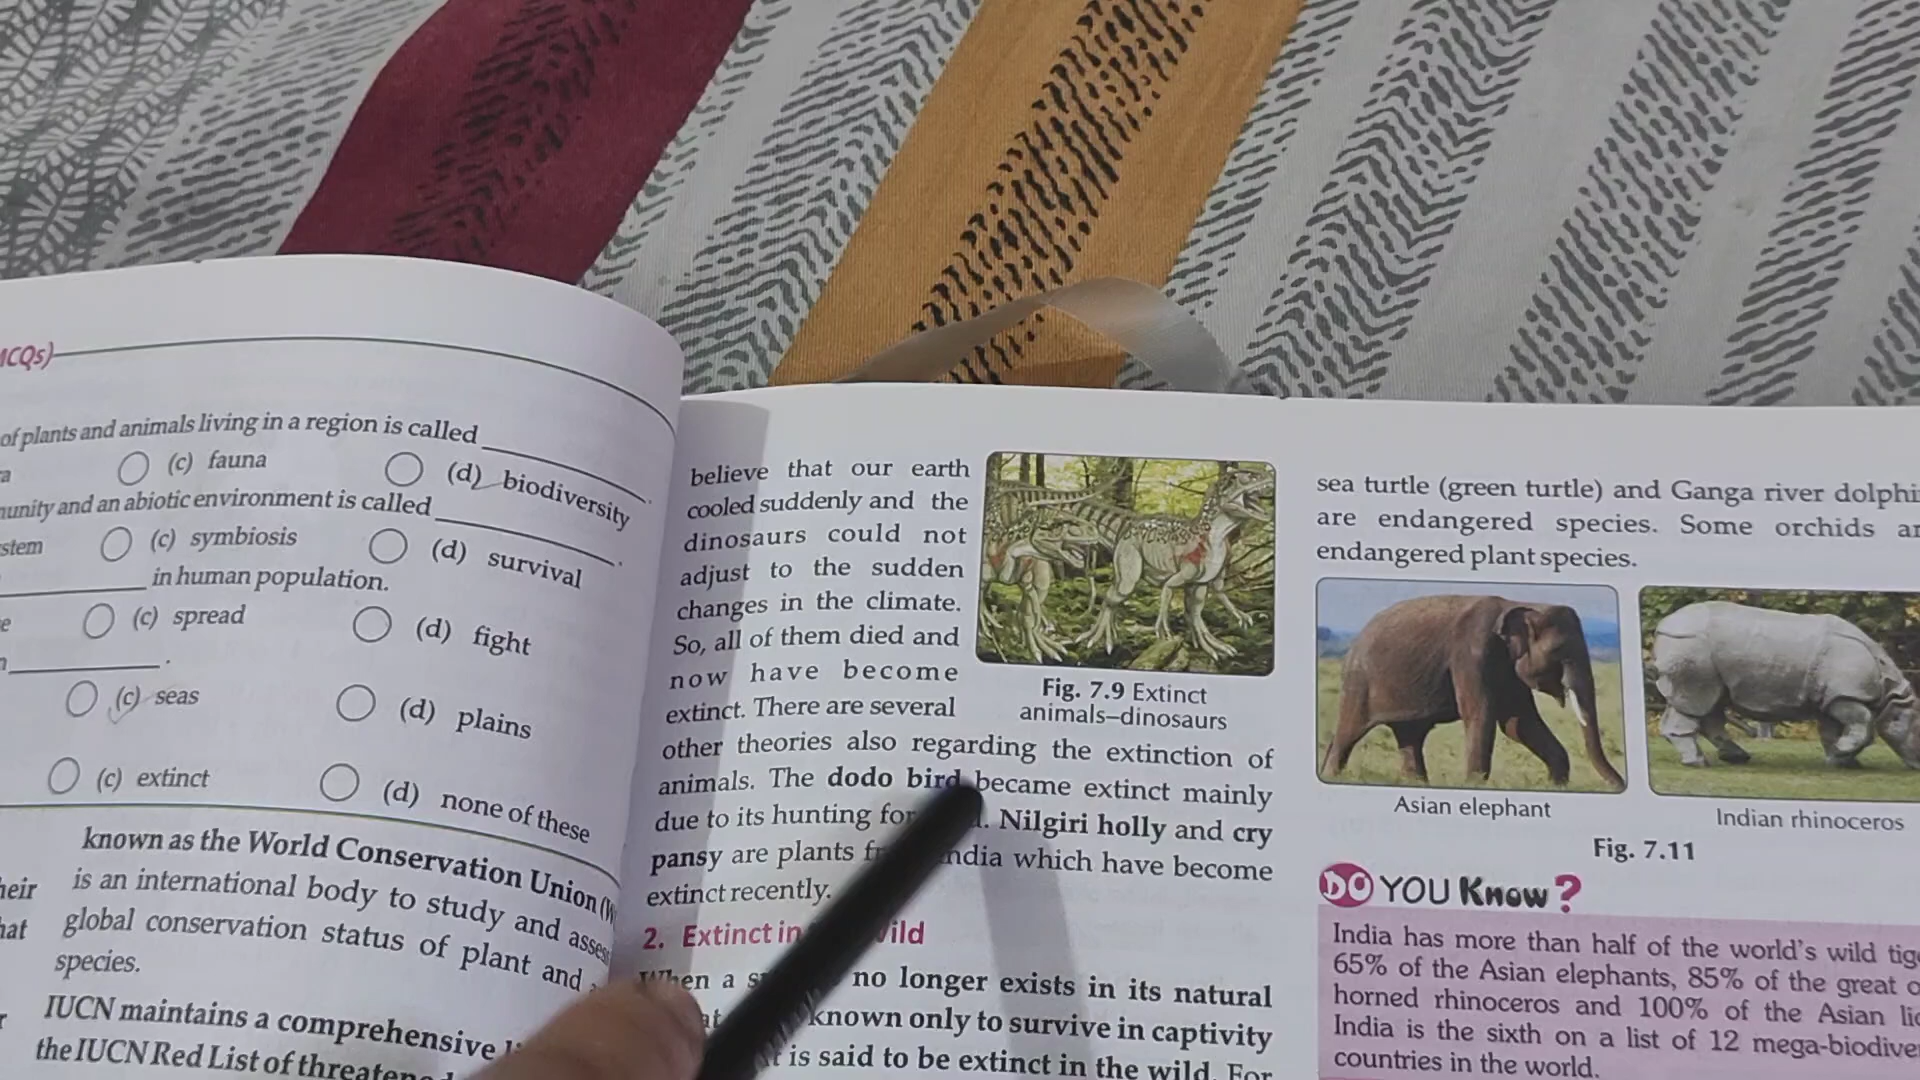 MCQs)
of plants and animals living in a region is called
(c) fauna
(d) biodiversity
and an abiotic environment is called
(c) symbiosis
(d) survival
in human population.
(c) spread
(d) fight
(c) seas
(d) plains
(c) extinct
(d) none of these
known as the World Conservation Union
is an international body to study and
global conservation status of plant and
species.
IUCN maintains a comprehensive
the IUCN Red List of
believe that our earth
cooled suddenly and the
dinosaurs could not
adjust to the sudden
changes in the climate.
So, all of them died and
now have become
extinct. There are several
other theories also regarding the extinction of
animals. The dodo bird became extinct mainly
due to its hunting
Nilgiri holly and cry
pansy are plants
which have become
extinct recently.
Fig. 7.9 Extinct
animals–dinosaurs
2. Extinct in
When a
no longer exists in its natural
known only to survive in captivity
is said to be extinct in the wild. For
sea turtle (green turtle) and Ganga river
are endangered species. Some orchids
endangered plant species.
Asian elephant
Indian rhinoceros
Fig. 7.11
DO YOU Know?
India has more than half of the world's wild
65% of the Asian elephants, 85% of the great
horned rhinoceros and 100% of the Asian
India is the sixth on a list of 12
countries in the world.